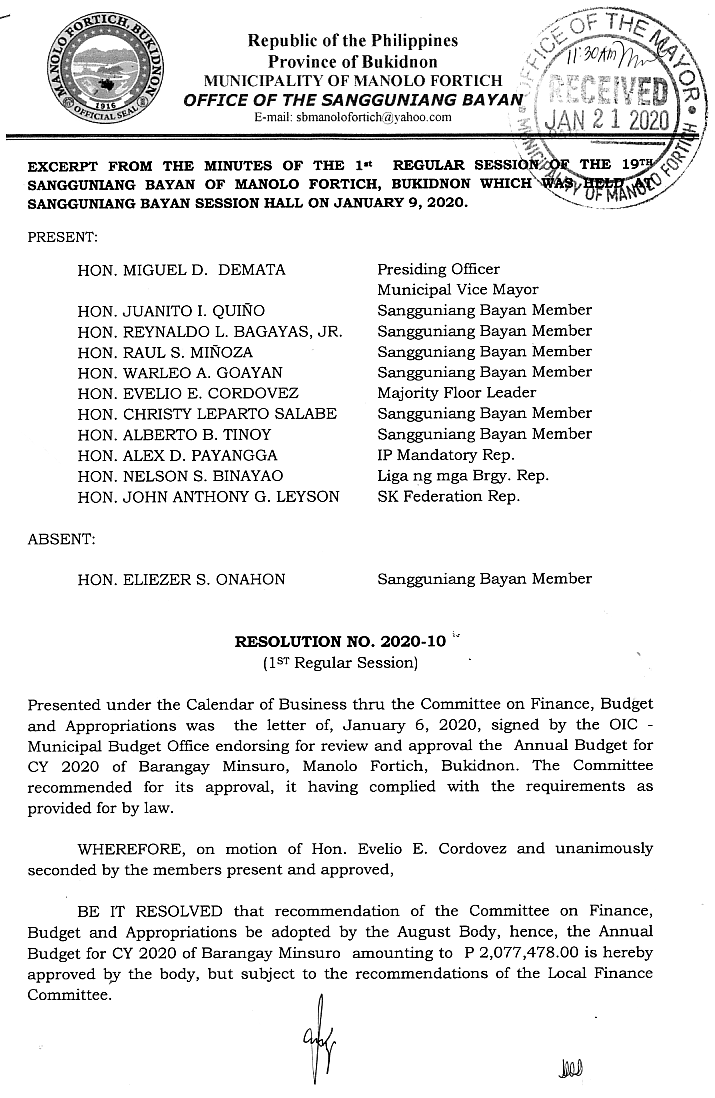 MANOLO FORTICH, BUKIDNON
1916
OFFICIAL SEAL
Republic of the Philippines
Province of Bukidnon
MUNICIPALITY OF MANOLO FORTICH
OFFICE OF THE SANGGUNIANG BAYAN
E-mail: sbmanolofortich@yahoo.com
OFFICE OF THE MAYOR
11:30AM
RECEIVED
JAN 21 2020
MUNICIPALITY OF MANOLO FORTICH
EXCERPT FROM THE MINUTES OF THE 1st REGULAR SESSION OF THE 19TH
SANGGUNIANG BAYAN OF MANOLO FORTICH, BUKIDNON WHICH WAS HELD AT
SANGGUNIANG BAYAN SESSION HALL ON JANUARY 9, 2020.
PRESENT:
HON. MIGUEL D. DEMATA Presiding Officer
Municipal Vice Mayor
HON. JUANITO I. QUIÑO Sangguniang Bayan Member
HON. REYNALDO L. BAGAYAS, JR. Sangguniang Bayan Member
HON. RAUL S. MIÑOZA Sangguniang Bayan Member
HON. WARLEO A. GOAYAN Sangguniang Bayan Member
HON. EVELIO E. CORDOVEZ Majority Floor Leader
HON. CHRISTY LEPARTO SALABE Sangguniang Bayan Member
HON. ALBERTO B. TINOY Sangguniang Bayan Member
HON. ALEX D. PAYANGGA IP Mandatory Rep.
HON. NELSON S. BINAYAO Liga ng mga Brgy. Rep.
HON. JOHN ANTHONY G. LEYSON SK Federation Rep.
ABSENT:
HON. ELIEZER S. ONAHON Sangguniang Bayan Member
RESOLUTION NO. 2020-10
(1ST Regular Session)
Presented under the Calendar of Business thru the Committee on Finance, Budget
and Appropriations was the letter of, January 6, 2020, signed by the OIC -
Municipal Budget Office endorsing for review and approval the Annual Budget for
CY 2020 of Barangay Minsuro, Manolo Fortich, Bukidnon. The Committee
recommended for its approval, it having complied with the requirements as
provided for by law.
WHEREFORE, on motion of Hon. Evelio E. Cordovez and unanimously
seconded by the members present and approved,
BE IT RESOLVED that recommendation of the Committee on Finance,
Budget and Appropriations be adopted by the August Body, hence, the Annual
Budget for CY 2020 of Barangay Minsuro amounting to P 2,077,478.00 is hereby
approved by the body, but subject to the recommendations of the Local Finance
Committee.